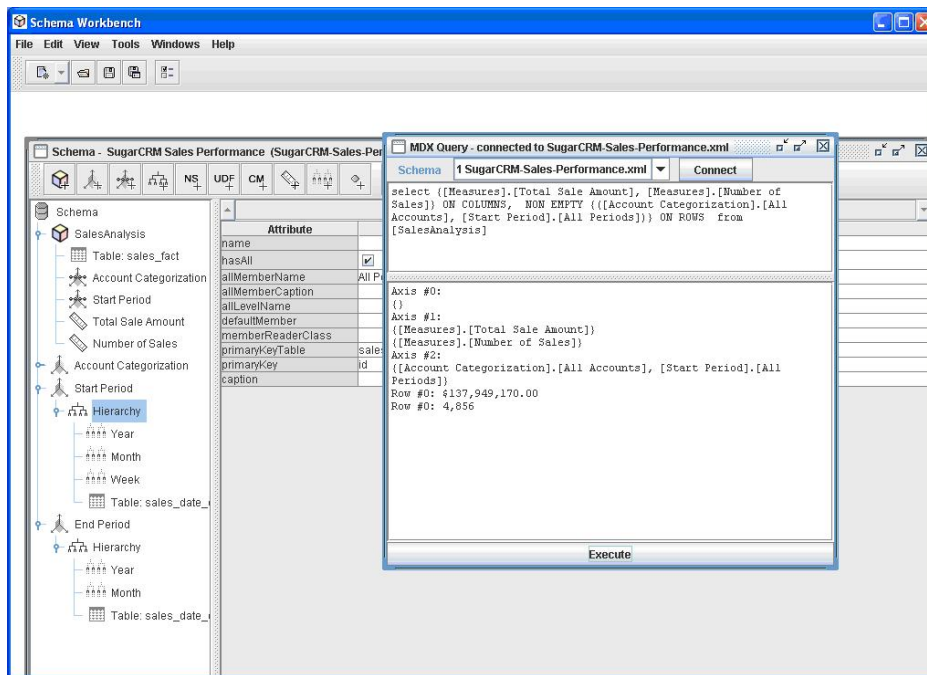 Schema Workbench
File Edit View Tools Windows Help
Schema - SugarCRM Sales Performance (SugarCRM-Sales-Per
NS UDF CM
Schema
SalesAnalysis
Table: sales_fact
Account Categorization
Start Period
Total Sale Amount
Number of Sales
Account Categorization
Start Period
Hierarchy
Year
Month
Week
Table: sales_date_
End Period
Hierarchy
Year
Month
Table: sales_date_
Attribute
name
hasAll
allMemberName All P
allMemberCaption
allLevelName
defaultMember
memberReaderClass
primaryKeyTable sales
primaryKey id
caption
MDX Query - connected to SugarCRM-Sales-Performance.xml
Schema 1 SugarCRM-Sales-Performance.xml Connect
select {[Measures].[Total Sale Amount], [Measures].[Number of
Sales]} ON COLUMNS, NON EMPTY {([Account Categorization].[All
Accounts], [Start Period].[All Periods])} ON ROWS from
[SalesAnalysis]
Axis #0:
{}
Axis #1:
{[Measures].[Total Sale Amount]}
{[Measures].[Number of Sales]}
Axis #2:
{[Account Categorization].[All Accounts], [Start Period].[All
Periods]}
Row #0: $137,949,170.00
Row #0: 4,856
Execute